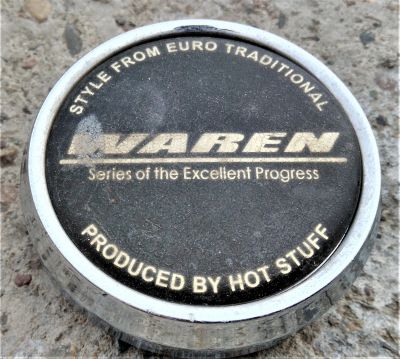 STYLE FROM EURO TRADITIONAL
WAREN
Series of the Excellent Progress
PRODUCED BY HOT STUFF